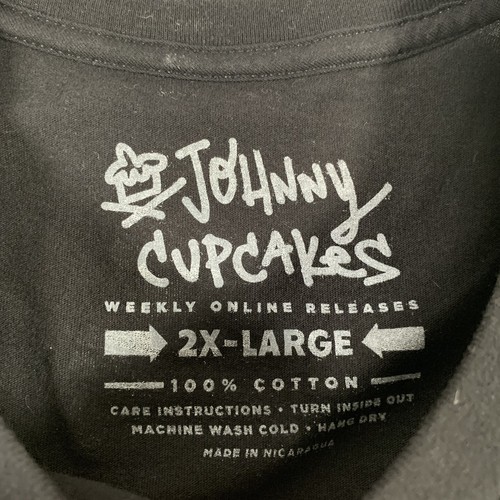 JOHNNY
CUPCAKES
WEEKLY ONLINE RELEASES
2X-LARGE
100% COTTON
CARE INSTRUCTIONS • TURN INSIDE OUT
MACHINE WASH COLD • HANG DRY
MADE IN NICARAGUA